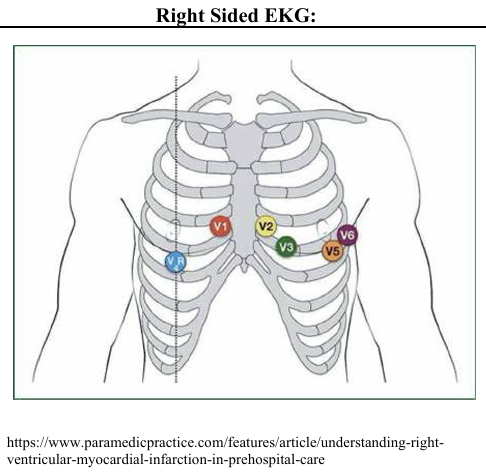 Right Sided EKG:
V1
V2
V3
V6
V5
V4R
https://www.paramedicpractice.com/features/article/understanding-right-
ventricular-myocardial-infarction-in-prehospital-care